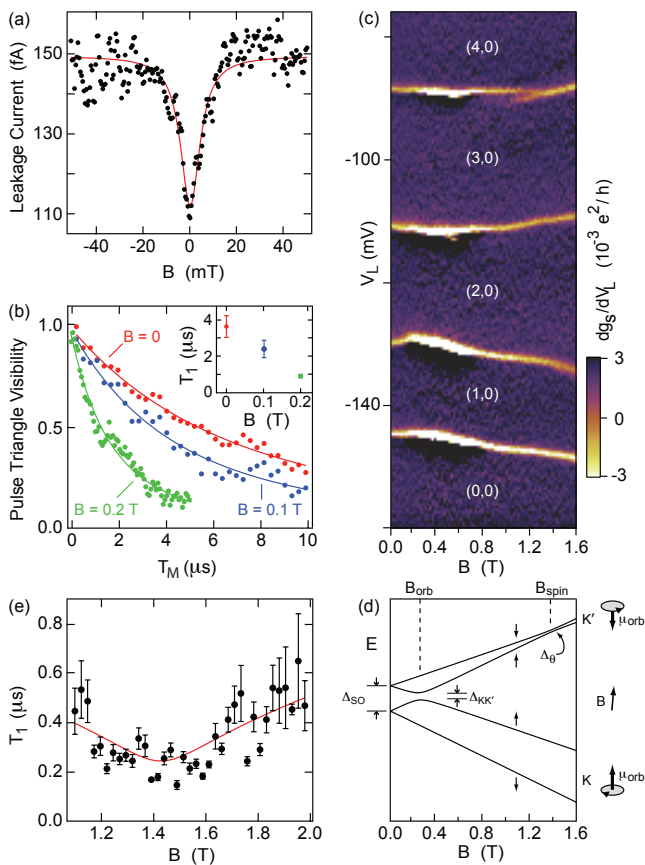 (a)
150
140
130
120
110
Leakage Current (fA)
-40
-20
0
20
40
B (mT)
(b)
1.0
0.5
0.0
Pulse Triangle Visibility
B = 0
B = 0.2 T
B = 0.1 T
0
2
4
6
8
10
T_M (μs)
T_1 (μs)
4
2
0
0.0
0.1
0.2
B (T)
(c)
(4,0)
(3,0)
(2,0)
(1,0)
(0,0)
-100
-140
V_L (mV)
0.0
0.4
0.8
1.2
1.6
B (T)
dg_s/dV_L (10⁻³ e²/h)
3
0
-3
(e)
0.8
0.6
0.4
0.2
0.0
T_1 (μs)
1.2
1.4
1.6
1.8
2.0
B (T)
(d)
B_orb
B_spin
E
Δ_SO
Δ_KK′
Δ_θ
K′
μ_orb
B
K
μ_orb
0.0
0.4
0.8
1.2
1.6
B (T)